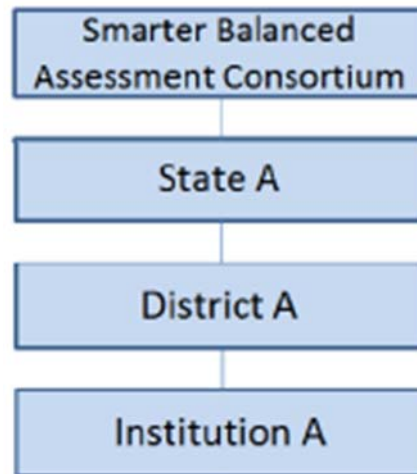 Smarter Balanced
Assessment Consortium
State A
District A
Institution A